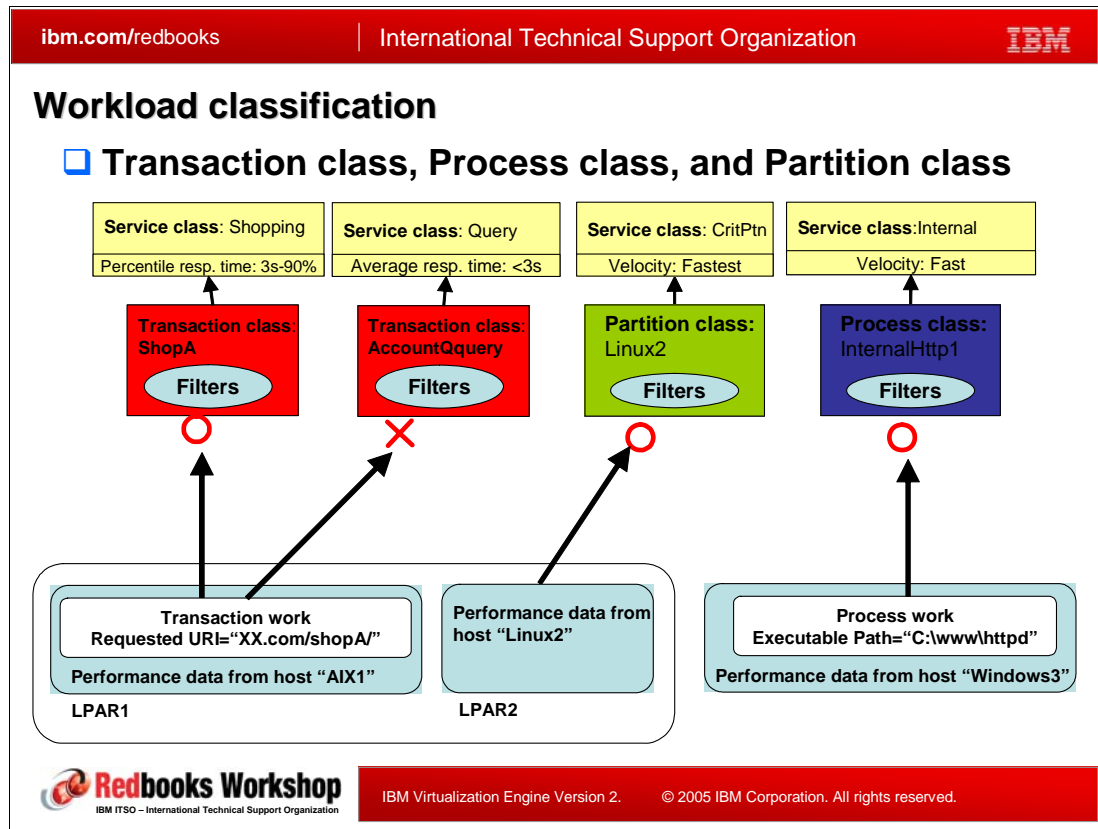 ibm.com/redbooks
International Technical Support Organization
IBM
Workload classification
Transaction class, Process class, and Partition class
Service class: Shopping
Percentile resp. time: 3s-90%
Service class: Query
Average resp. time: <3s
Service class: CritPtn
Velocity: Fastest
Service class:Internal
Velocity: Fast
Transaction class:
ShopA
Filters
Transaction class:
AccountQquery
Filters
Partition class:
Linux2
Filters
Process class:
InternalHttp1
Filters
Transaction work
Requested URI=“XX.com/shopA/”
Performance data from host “AIX1”
LPAR1
Performance data from
host “Linux2”
LPAR2
Process work
Executable Path=“C:\www\httpd”
Performance data from host “Windows3”
Redbooks Workshop
IBM ITSO – International Technical Support Organization
IBM Virtualization Engine Version 2.
© 2005 IBM Corporation. All rights reserved.